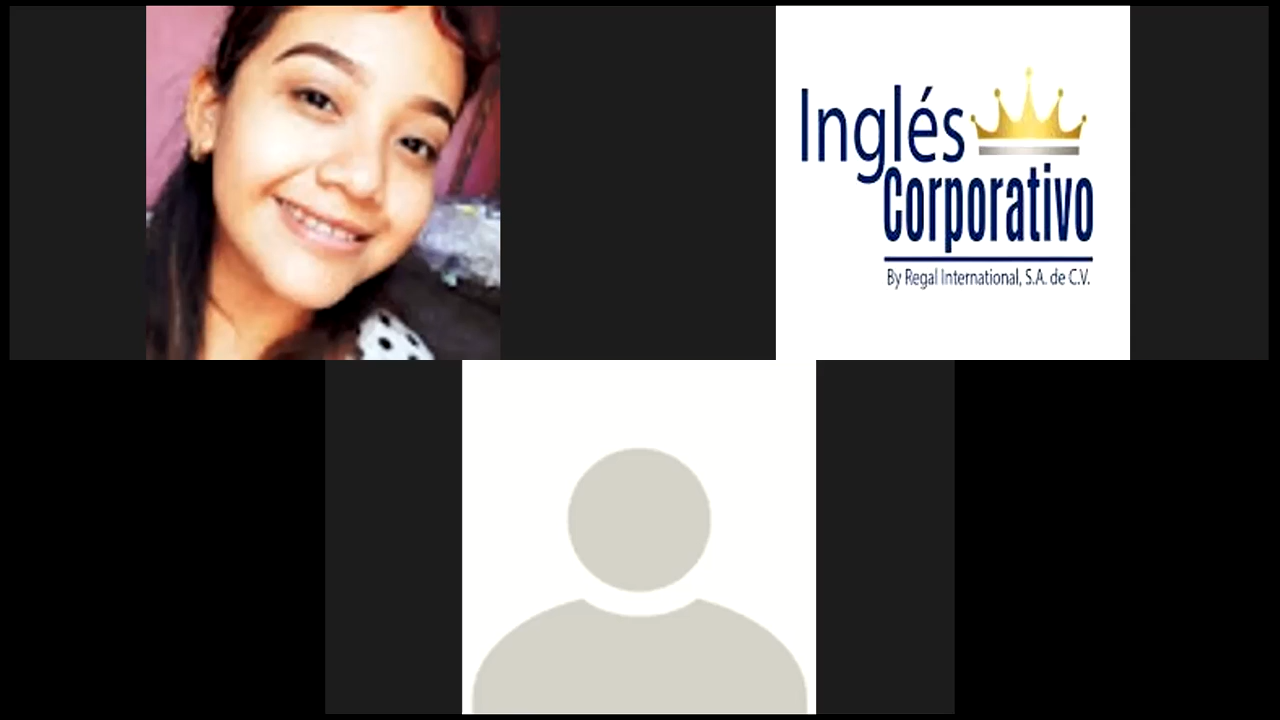 Inglés
Corporativo
By Regal International, S.A. de C.V.